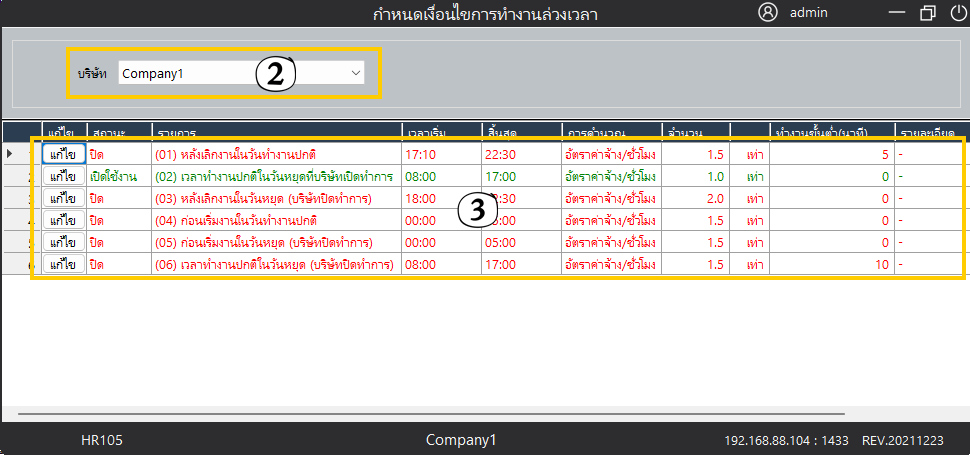 กำหนดเงื่อนไขการทำงานล่วงเวลา admin
บริษัท Company1 2
แก้ไข สถานะ รายการ เวลาเริ่ม สิ้นสุด การคำนวณ จำนวน ทำงานขั้นต่ำ(นาที) รายละเอียด
แก้ไข ปิด (01) หลังเลิกงานในวันทำงานปกติ 17:10 22:30 อัตราค่าจ้าง/ชั่วโมง 1.5 เท่า 5 -
แก้ไข เปิดใช้งาน (02) เวลาทำงานปกติในวันหยุดที่บริษัทเปิดทำการ 08:00 17:00 อัตราค่าจ้าง/ชั่วโมง 1.0 เท่า 0 -
แก้ไข ปิด (03) หลังเลิกงานในวันหยุด (บริษัทปิดทำการ) 18:00 :30 อัตราค่าจ้าง/ชั่วโมง 2.0 เท่า 0 -
3
แก้ไข ปิด (04) ก่อนเริ่มงานในวันทำงานปกติ 00:00 :00 อัตราค่าจ้าง/ชั่วโมง 1.5 เท่า 0 -
แก้ไข ปิด (05) ก่อนเริ่มงานในวันหยุด (บริษัทปิดทำการ) 00:00 05:00 อัตราค่าจ้าง/ชั่วโมง 1.5 เท่า 0 -
6 แก้ไข ปิด (06) เวลาทำงานปกติในวันหยุด (บริษัทปิดทำการ) 08:00 17:00 อัตราค่าจ้าง/ชั่วโมง 1.5 เท่า 10 -
HR105 Company1 192.168.88.104 : 1433 REV.20211223